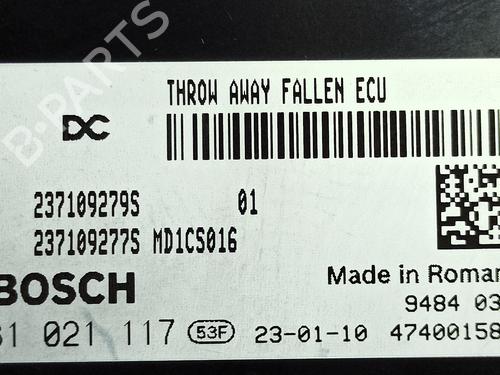 THROW AWAY FALLEN ECU
DC
237109279S 01
237109277S MD1CS016
BOSCH
Made in Roman
9484 03
81 021 117 53F 23-01-10 47400158
B-PARTS